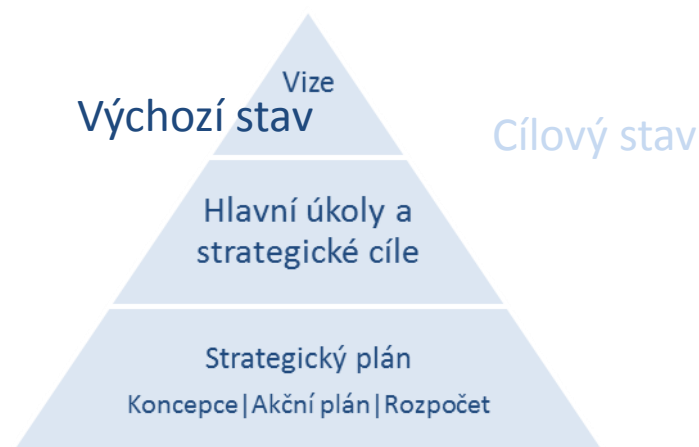 Vize
Výchozí stav
Cílový stav
Hlavní úkoly a
strategické cíle
Strategický plán
Koncepce|Akční plán|Rozpočet